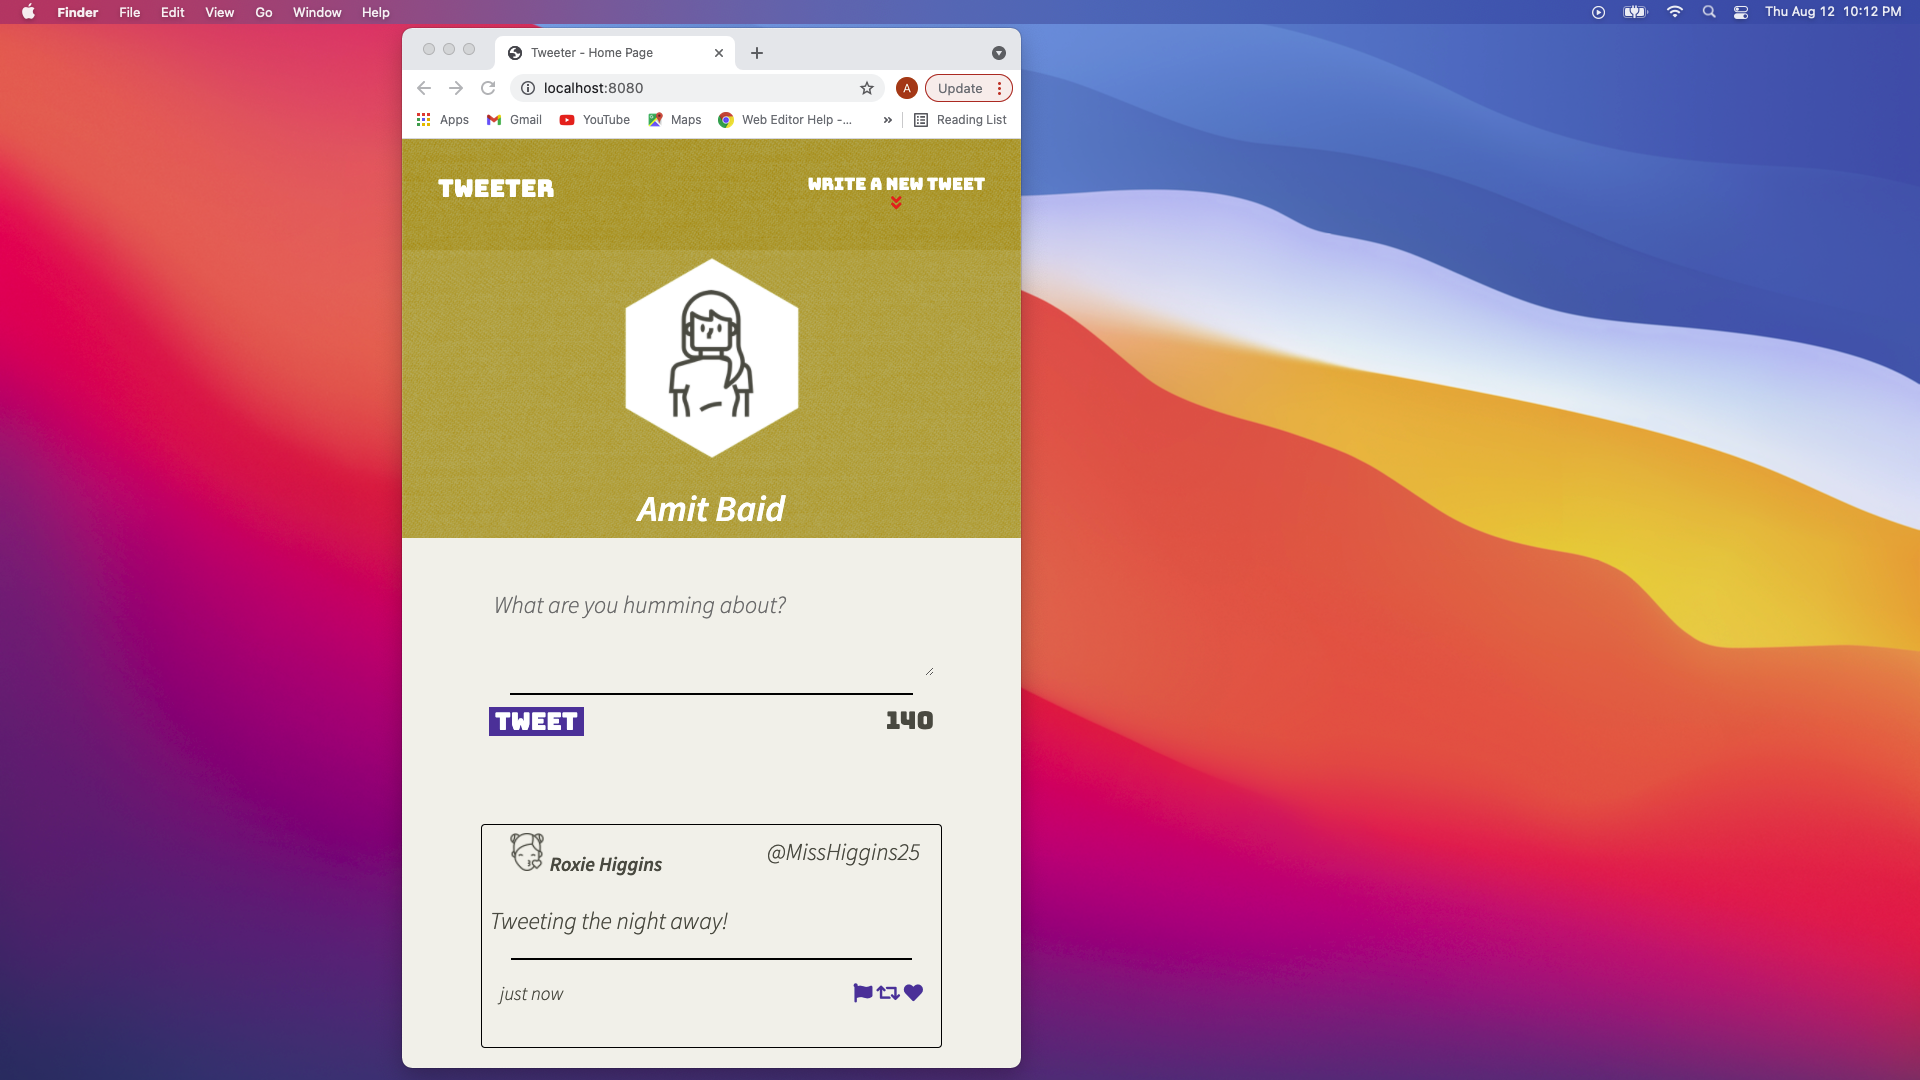 Finder File Edit View Go Window Help
Thu Aug 12 10:12 PM
Tweeter - Home Page
localhost:8080
A
Update
Apps Gmail YouTube Maps Web Editor Help -... » Reading List
TWEETER
WRITE A NEW TWEET
Amit Baid
What are you humming about?
TWEET
140
Roxie Higgins
@MissHiggins25
Tweeting the night away!
just now